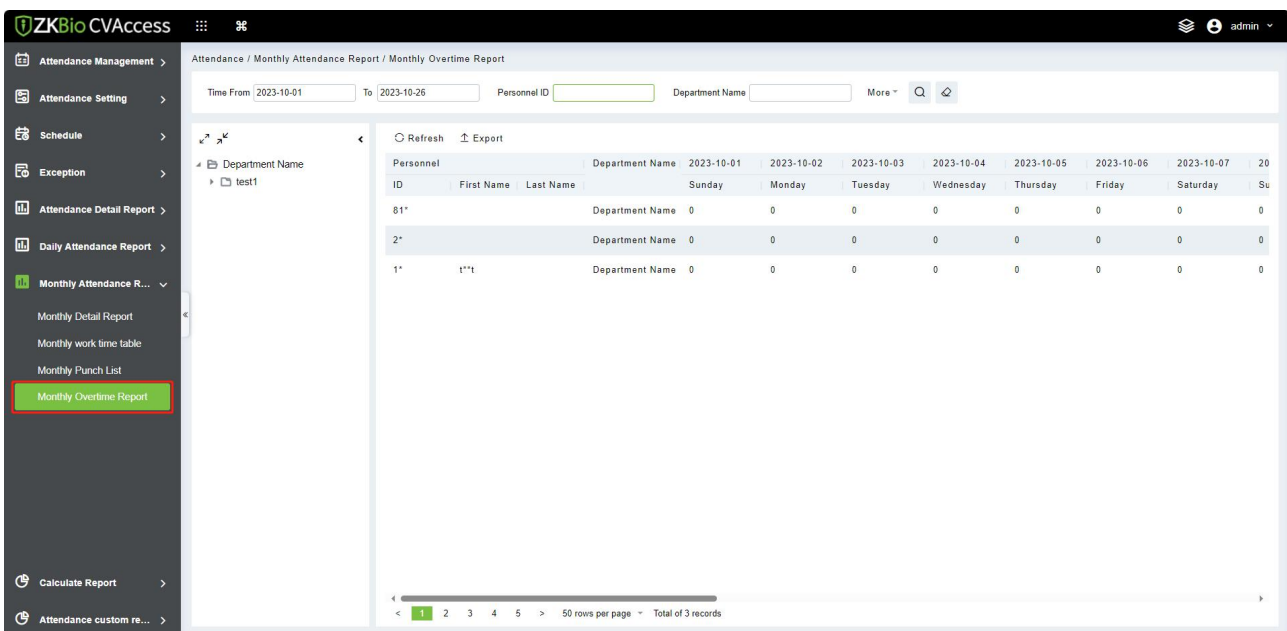 ZKBio CVAccess
admin
Attendance Management
Attendance Setting
Schedule
Exception
Attendance Detail Report
Daily Attendance Report
Monthly Attendance R...
Monthly Detail Report
Monthly work time table
Monthly Punch List
Monthly Overtime Report
Calculate Report
Attendance custom re...
Attendance / Monthly Attendance Report / Monthly Overtime Report
Time From 2023-10-01 To 2023-10-26 Personnel ID Department Name More
Department Name
test1
Refresh Export
Personnel Department Name 2023-10-01 2023-10-02 2023-10-03 2023-10-04 2023-10-05 2023-10-06 2023-10-07 20
ID First Name Last Name Sunday Monday Tuesday Wednesday Thursday Friday Saturday Su
81* Department Name 0 0 0 0 0 0 0 0
2* Department Name 0 0 0 0 0 0 0 0
1* t**t Department Name 0 0 0 0 0 0 0 0
< 1 2 3 4 5 > 50 rows per page Total of 3 records